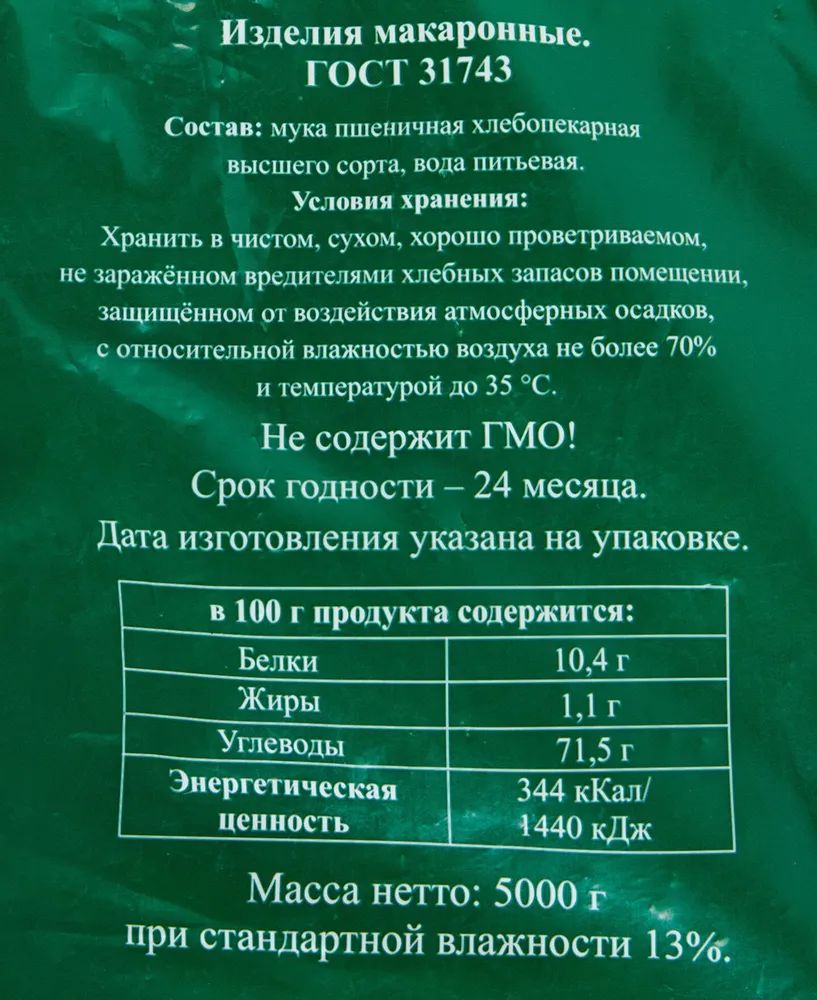 Изделия макаронные.
ГОСТ 31743
Состав: мука пшеничная хлебопекарная
высшего сорта, вода питьевая.
Условия хранения:
Хранить в чистом, сухом, хорошо проветриваемом,
не заражённом вредителями хлебных запасов помещении,
защищённом от воздействия атмосферных осадков,
с относительной влажностью воздуха не более 70%
и температурой до 35 °С.
Не содержит ГМО!
Срок годности – 24 месяца.
Дата изготовления указана на упаковке.
в 100 г продукта содержится:
Белки 10,4 г
Жиры 1,1 г
Углеводы 71,5 г
Энергетическая 344 кКал/
ценность 1440 кДж
Масса нетто: 5000 г
при стандартной влажности 13%.